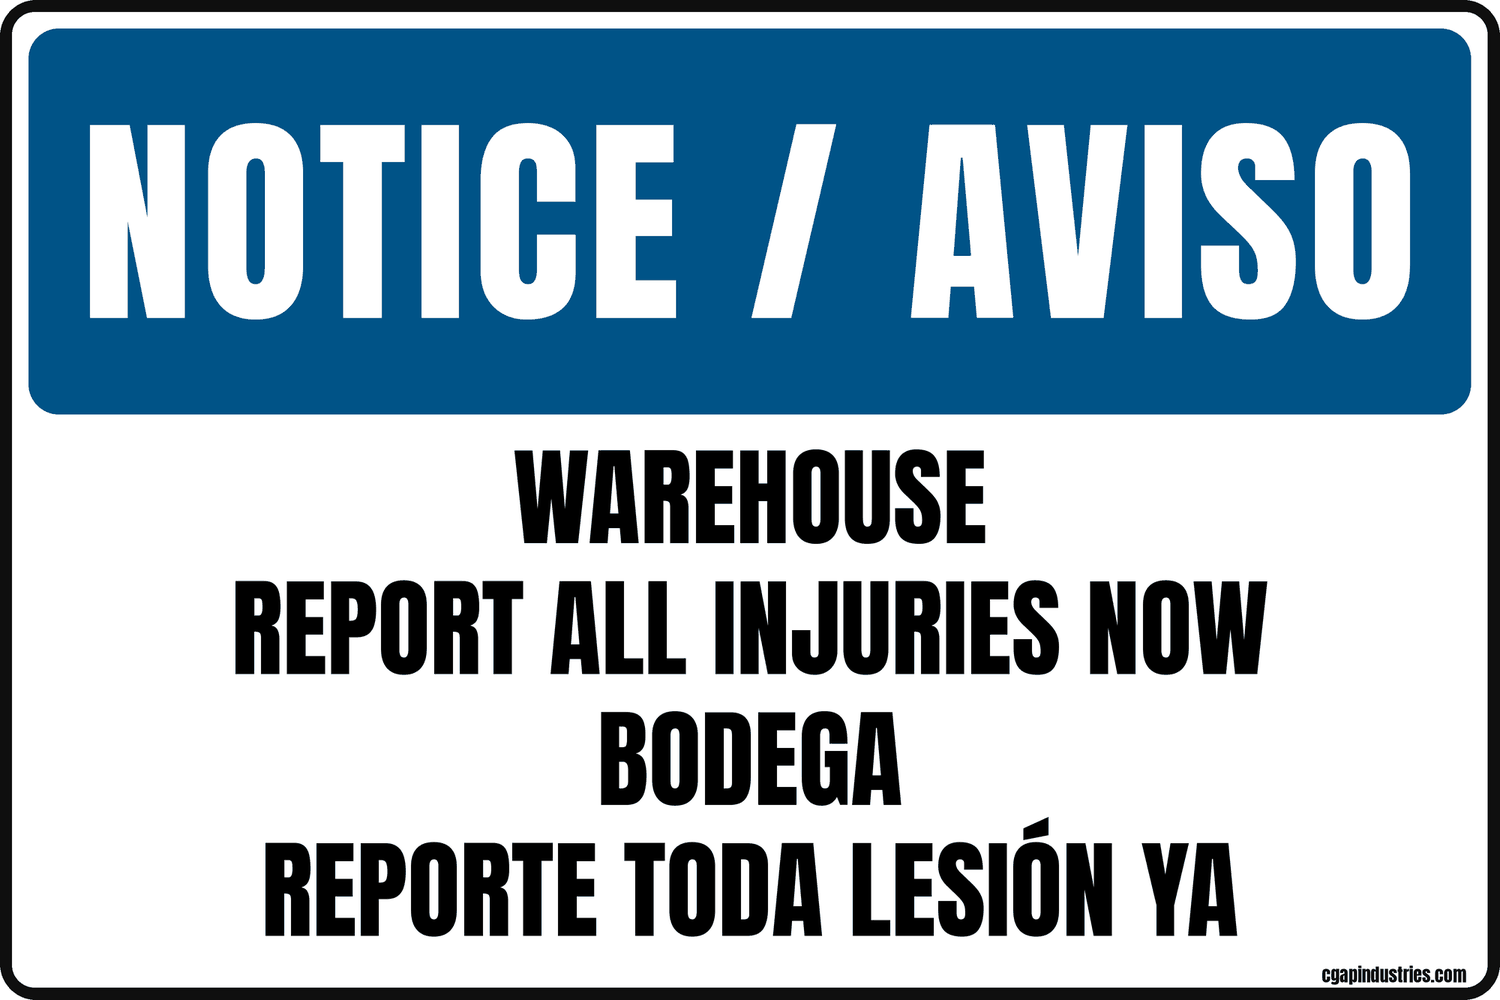 NOTICE / AVISO
WAREHOUSE
REPORT ALL INJURIES NOW
BODEGA
REPORTE TODA LESIÓN YA
cgapindustries.com